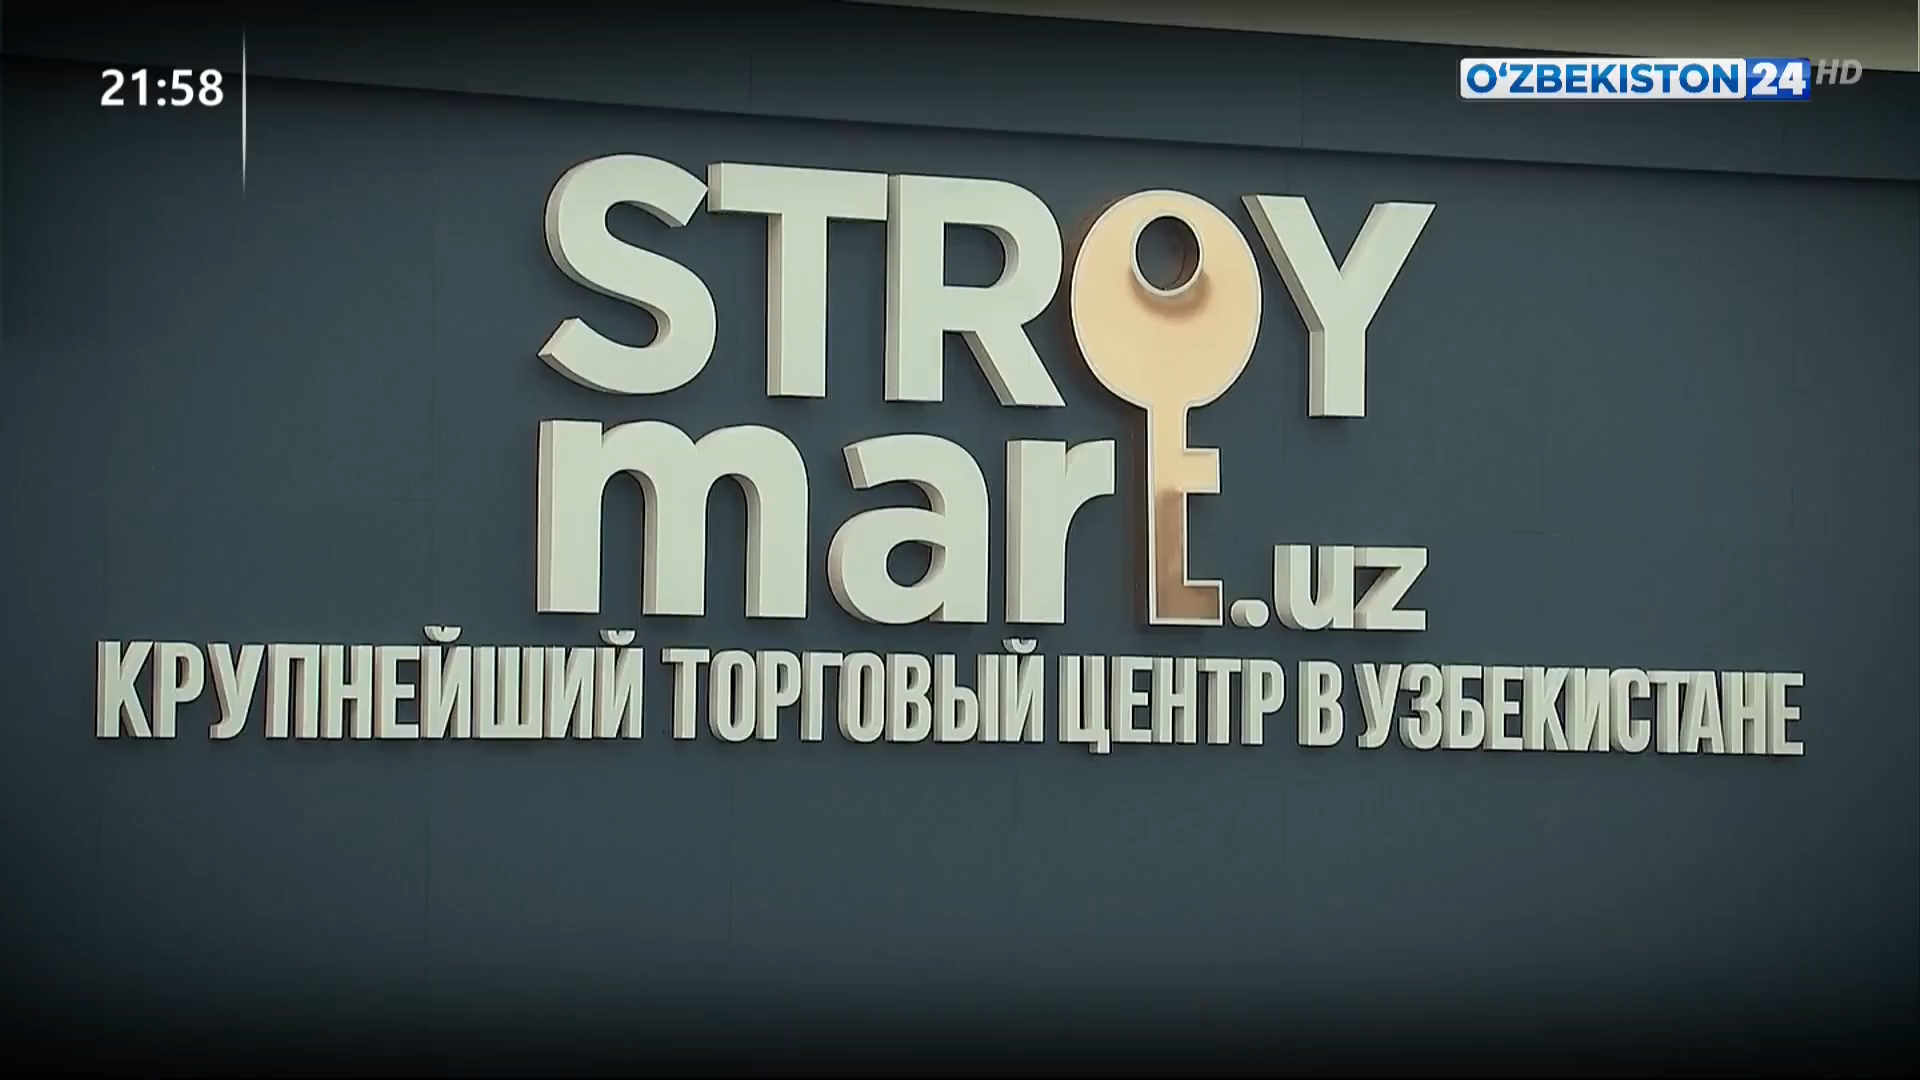 21:58
O‘ZBEKISTON 24 HD
STROY
mart.uz
КРУПНЕЙШИЙ ТОРГОВЫЙ ЦЕНТР В УЗБЕКИСТАНЕ